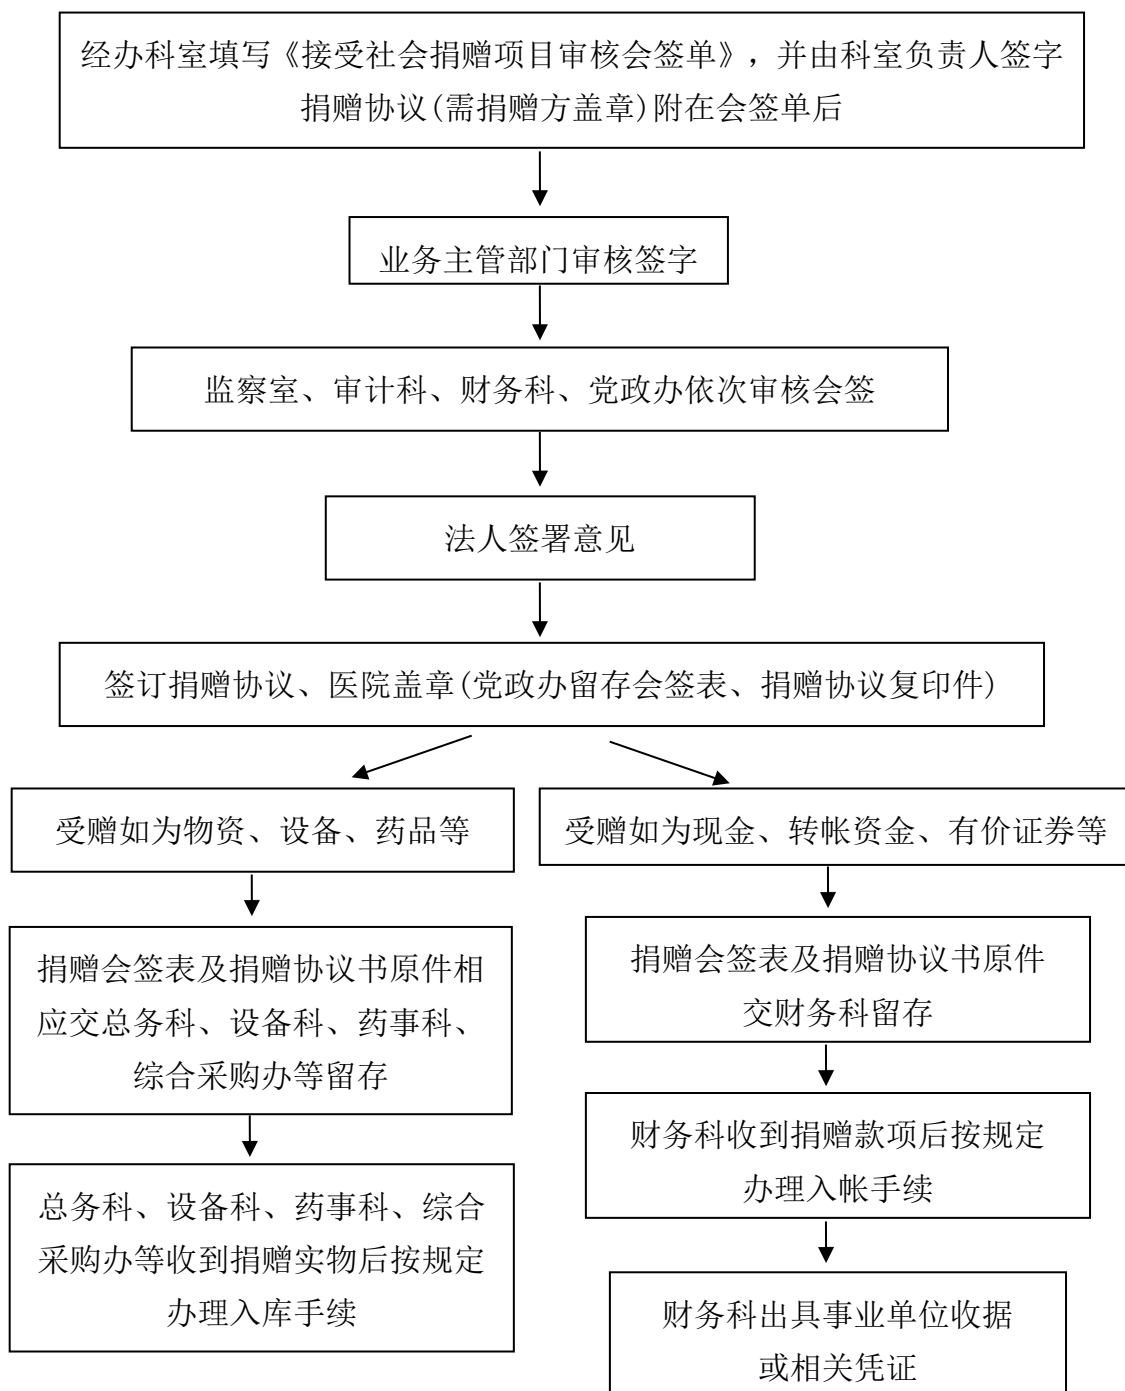 经办科室填写《接受社会捐赠项目审核会签单》，并由科室负责人签字
捐赠协议(需捐赠方盖章)附在会签单后
业务主管部门审核签字
监察室、审计科、财务科、党政办依次审核会签
法人签署意见
签订捐赠协议、医院盖章(党政办留存会签表、捐赠协议复印件)
受赠如为物资、设备、药品等
捐赠会签表及捐赠协议书原件相
应交总务科、设备科、药事科、
综合采购办等留存
总务科、设备科、药事科、综合
采购办等收到捐赠实物后按规定
办理入库手续
受赠如为现金、转帐资金、有价证券等
捐赠会签表及捐赠协议书原件
交财务科留存
财务科收到捐赠款项后按规定
办理入帐手续
财务科出具事业单位收据
或相关凭证